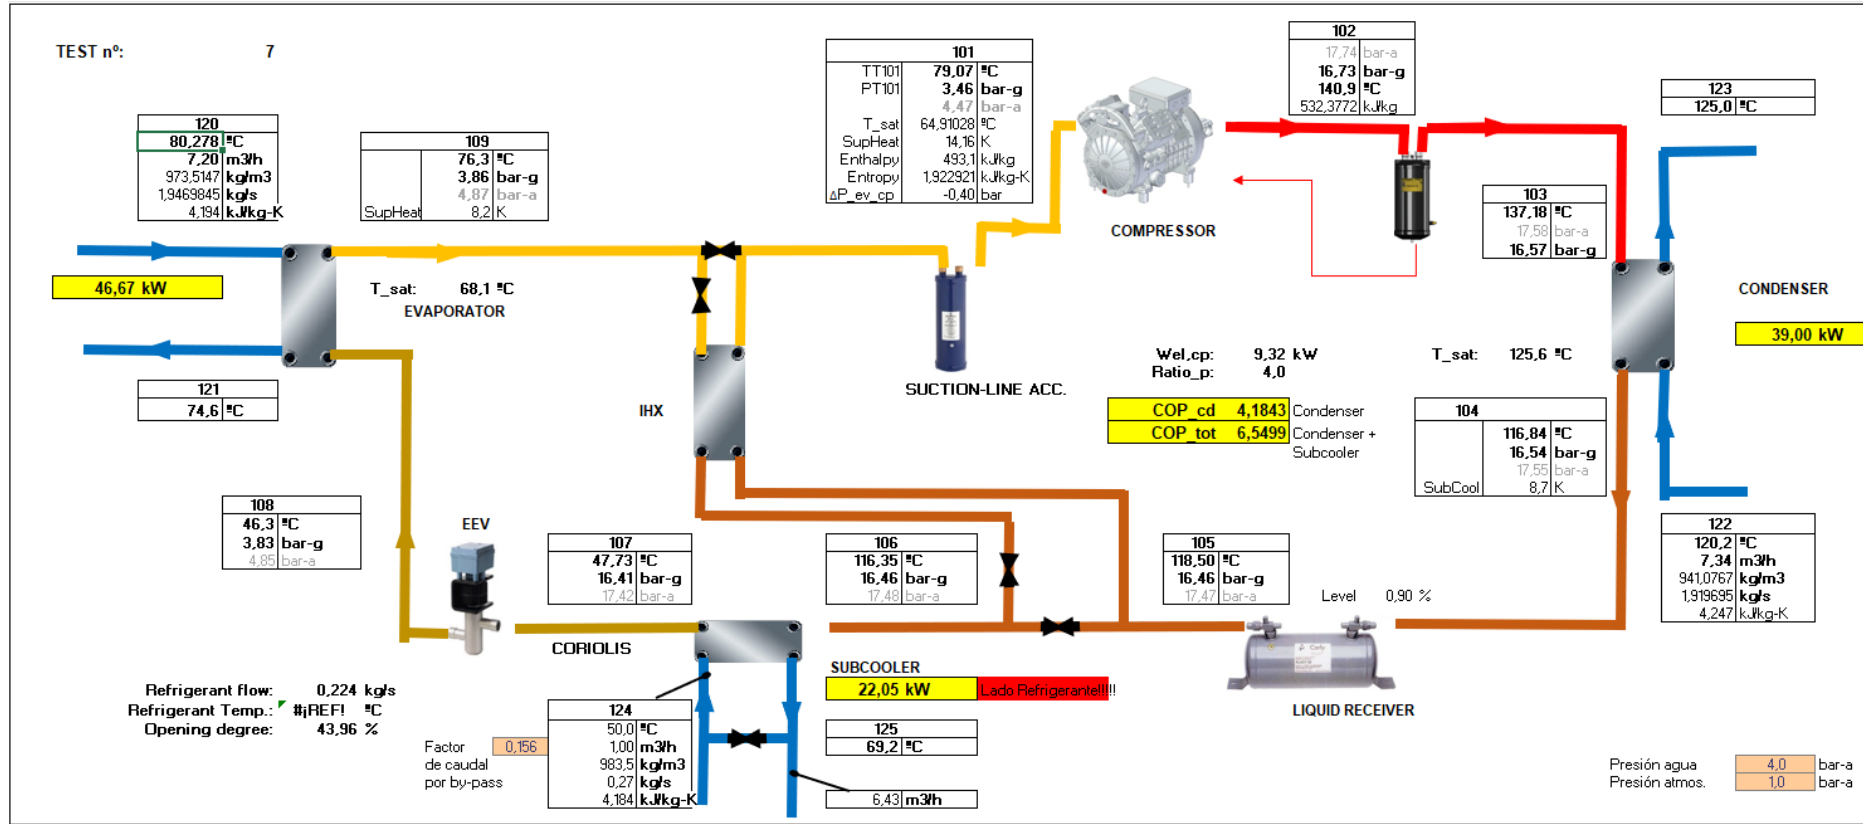 TEST nº: 7
101
TT101 79,07 ºC
PT101 3,46 bar-g
4,47 bar-a
T_sat 64,91028 ºC
SupHeat 14,16 K
Enthalpy 493,1 kJ/kg
Entropy 1,922921 kJ/kg-K
ΔP_ev_cp -0,40 bar
102
17,74 bar-a
16,73 bar-g
140,9 ºC
532,3772 kJ/kg
123
125,0 ºC
120
80,278 ºC
7,20 m3/h
973,5147 kg/m3
1,9469845 kg/s
4,194 kJ/kg-K
109
76,3 ºC
3,86 bar-g
4,87 bar-a
SupHeat 8,2 K
COMPRESSOR
103
137,18 ºC
17,58 bar-a
16,57 bar-g
46,67 kW
T_sat: 68,1 ºC
EVAPORATOR
CONDENSER
39,00 kW
Wel,cp: 9,32 kW
Ratio_p: 4,0
T_sat: 125,6 ºC
SUCTION-LINE ACC.
121
74,6 ºC
IHX
COP_cd 4,1843 Condenser
COP_tot 6,5499 Condenser +
Subcooler
104
116,84 ºC
16,54 bar-g
17,55 bar-a
SubCool 8,7 K
108
46,3 ºC
3,83 bar-g
4,85 bar-a
EEV
107
47,73 ºC
16,41 bar-g
17,42 bar-a
106
116,35 ºC
16,46 bar-g
17,48 bar-a
105
118,50 ºC
16,46 bar-g
17,47 bar-a
Level 0,90 %
122
120,2 ºC
7,34 m3/h
941,0767 kg/m3
1,919695 kg/s
4,247 kJ/kg-K
CORIOLIS
SUBCOOLER
22,05 kW Lado Refrigerante!!!!!
LIQUID RECEIVER
Refrigerant flow: 0,224 kg/s
Refrigerant Temp.: #¡REF! ºC
Opening degree: 43,96 %
Factor 0,156
de caudal
por by-pass
124
50,0 ºC
1,00 m3/h
983,5 kg/m3
0,27 kg/s
4,184 kJ/kg-K
125
69,2 ºC
6,43 m3/h
Presión agua 4,0 bar-a
Presión atmos. 1,0 bar-a